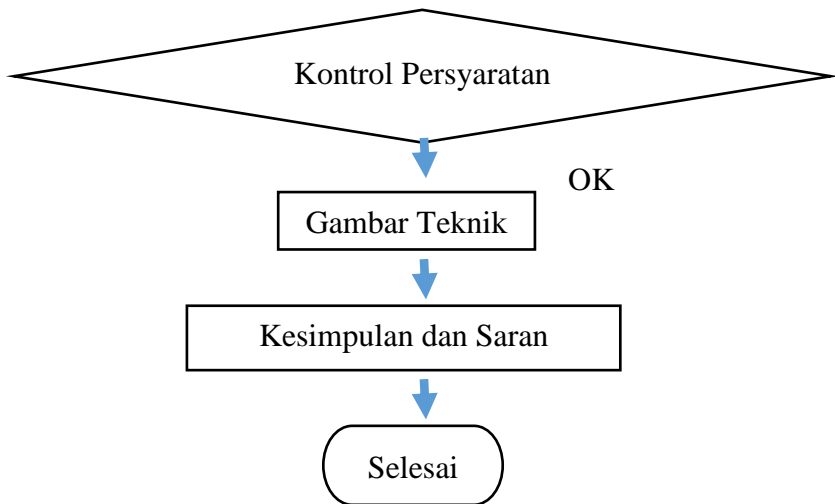 Kontrol Persyaratan
OK
Gambar Teknik
Kesimpulan dan Saran
Selesai